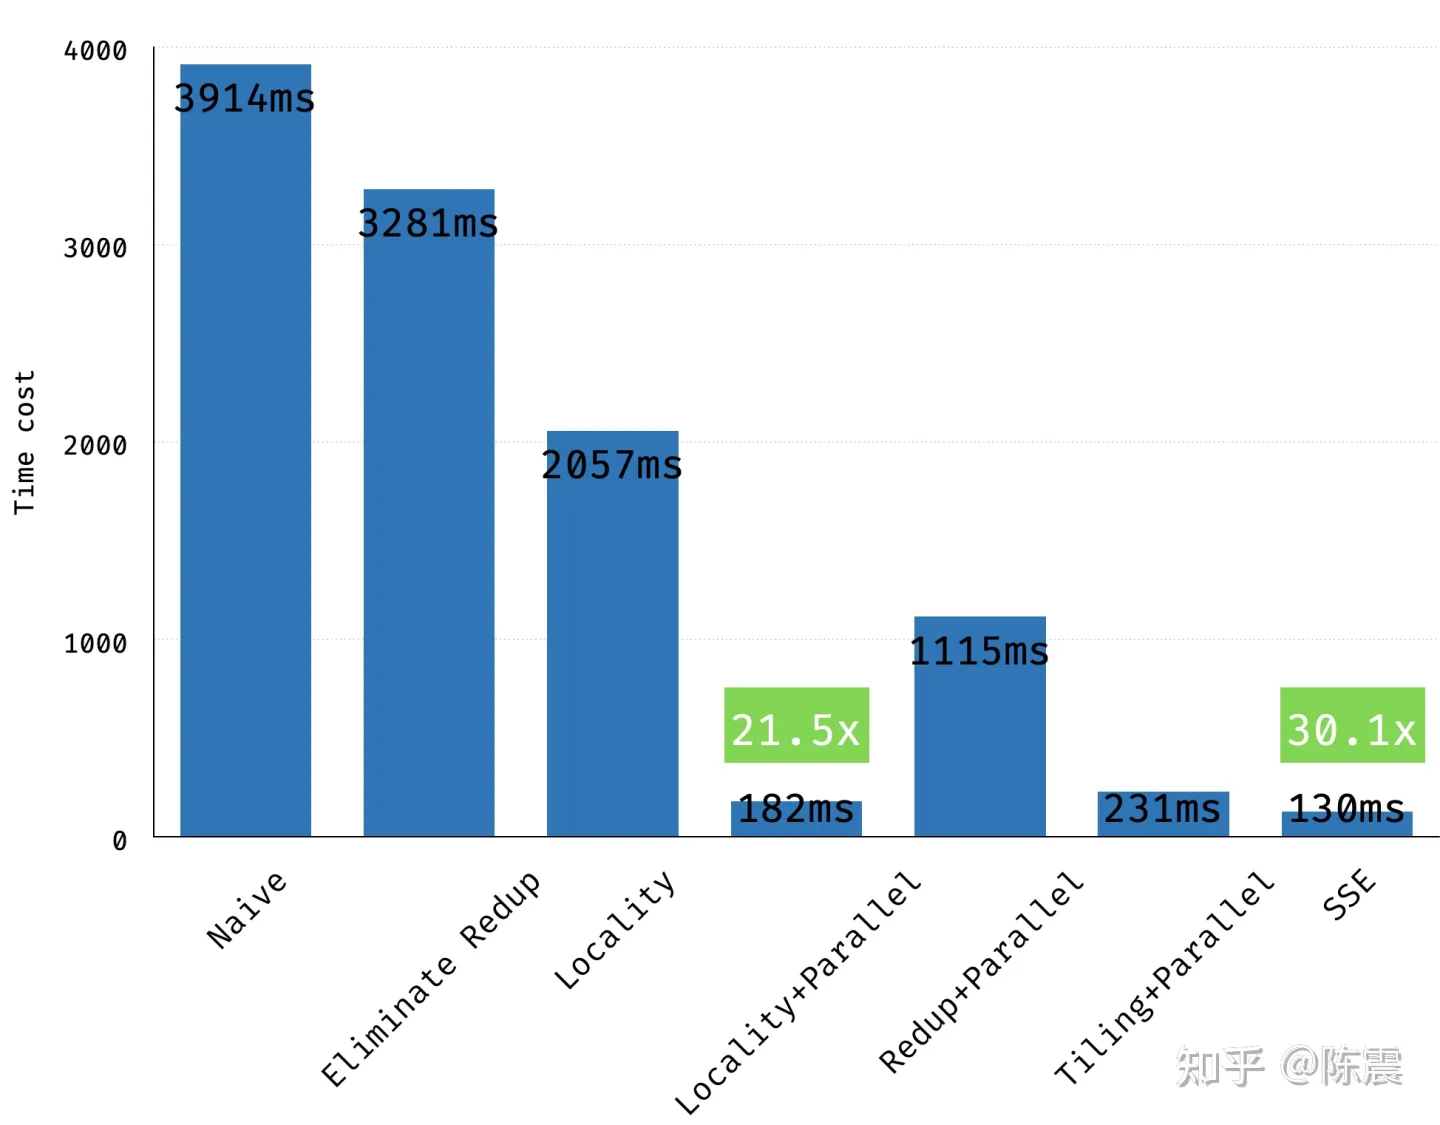 4000
3000
2000
1000
0
Time cost
3914ms
3281ms
2057ms
21.5x
182ms
1115ms
231ms
30.1x
130ms
Naive
Eliminate Redup
Locality
Locality+Parallel
Redup+Parallel
Tiling+Parallel
SSE
知乎 @陈震